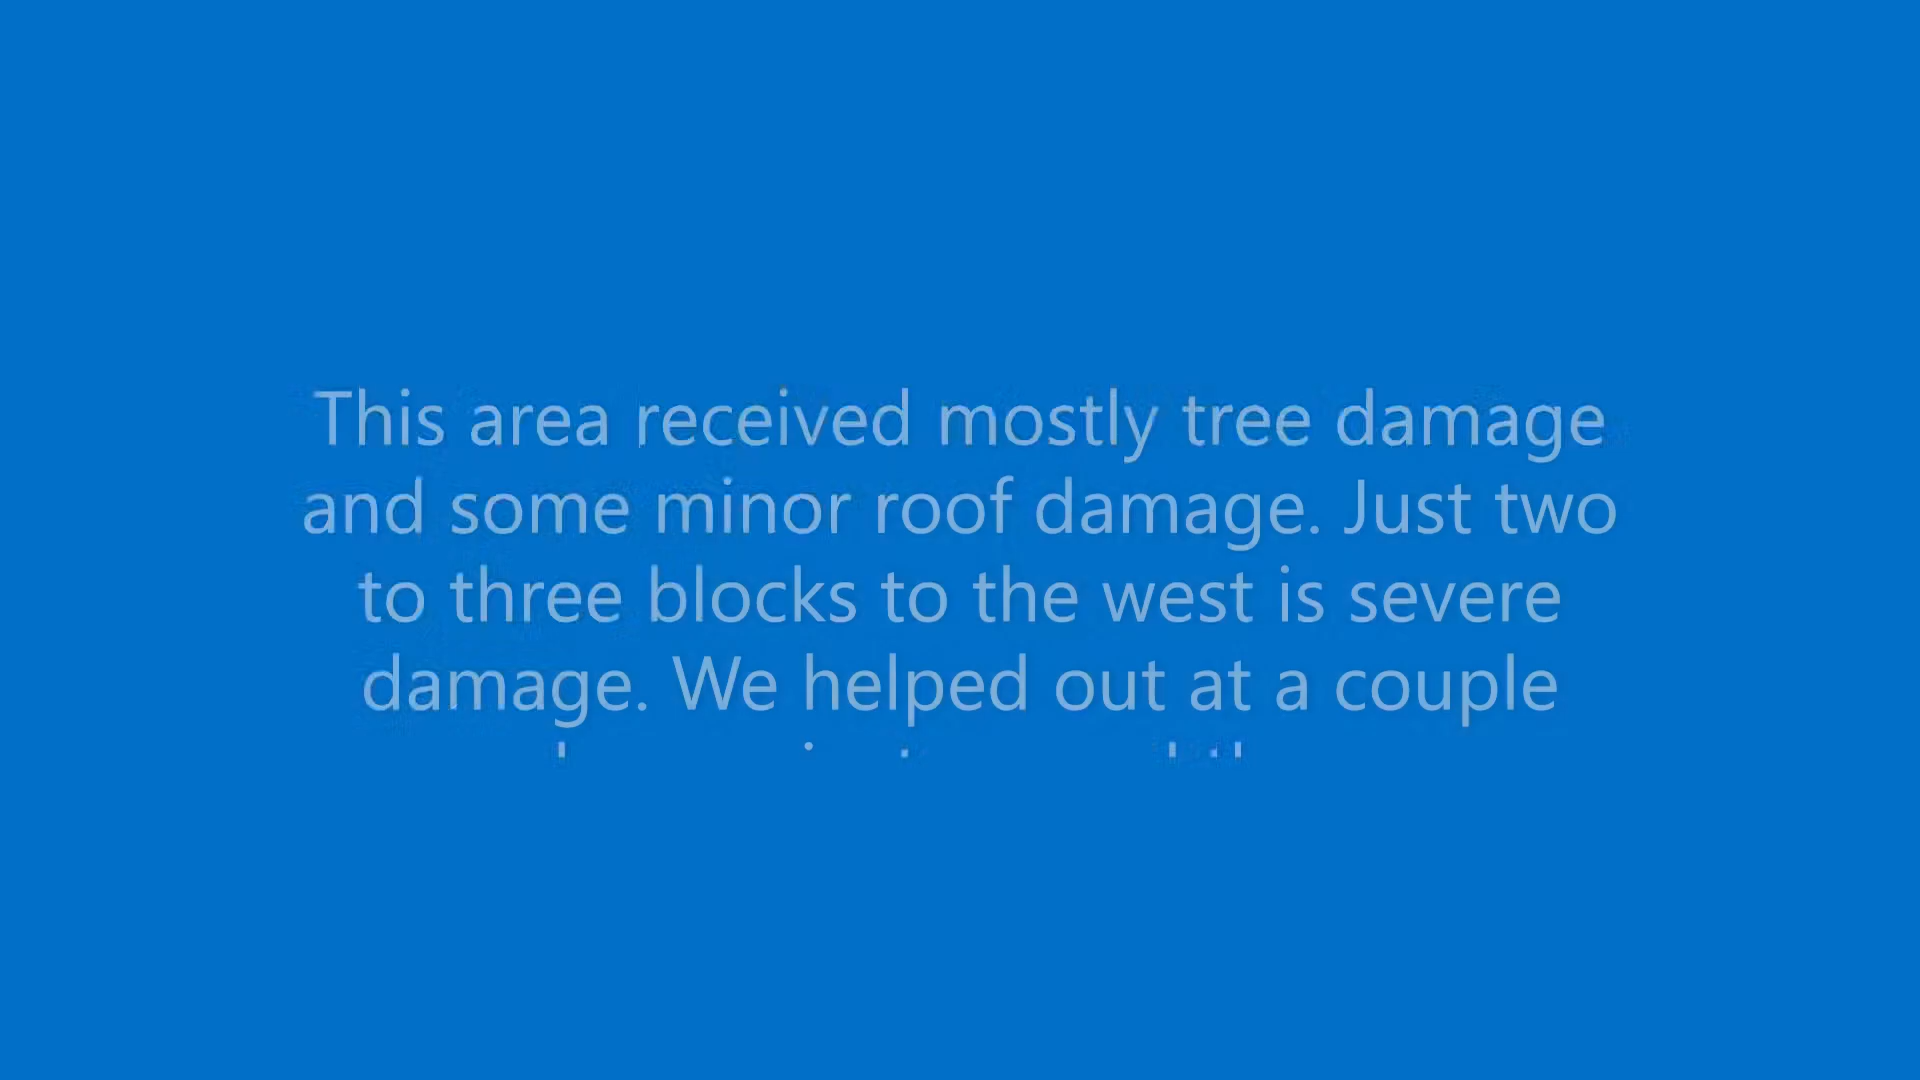 This area received mostly tree damage
and some minor roof damage. Just two
to three blocks to the west is severe
damage. We helped out at a couple